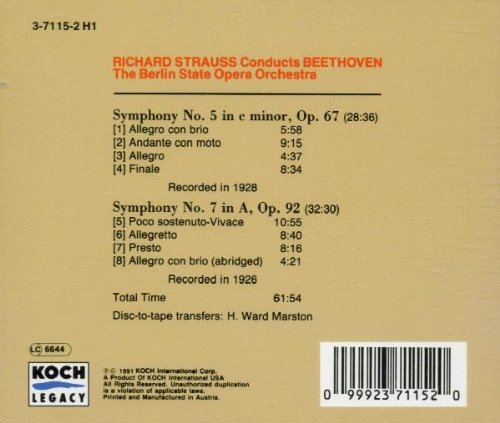 3-7115-2 H1
RICHARD STRAUSS Conducts BEETHOVEN
The Berlin State Opera Orchestra
Symphony No. 5 in c minor, Op. 67 (28:36)
[1] Allegro con brio 5:58
[2] Andante con moto 9:15
[3] Allegro 4:37
[4] Finale 8:34
Recorded in 1928
Symphony No. 7 in A, Op. 92 (32:30)
[5] Poco sostenuto-Vivace 10:55
[6] Allegretto 8:40
[7] Presto 8:16
[8] Allegro con brio (abridged) 4:21
Recorded in 1926
Total Time 61:54
Disc-to-tape transfers: H. Ward Marston
LC 6644
KOCH
LEGACY
℗ © 1991 KOCH International Corp.
A Product Of KOCH International USA
All Rights Reserved. Unauthorized duplication
is a violation of applicable laws.
Printed and Manufactured in Austria.
0 99923 71152 0